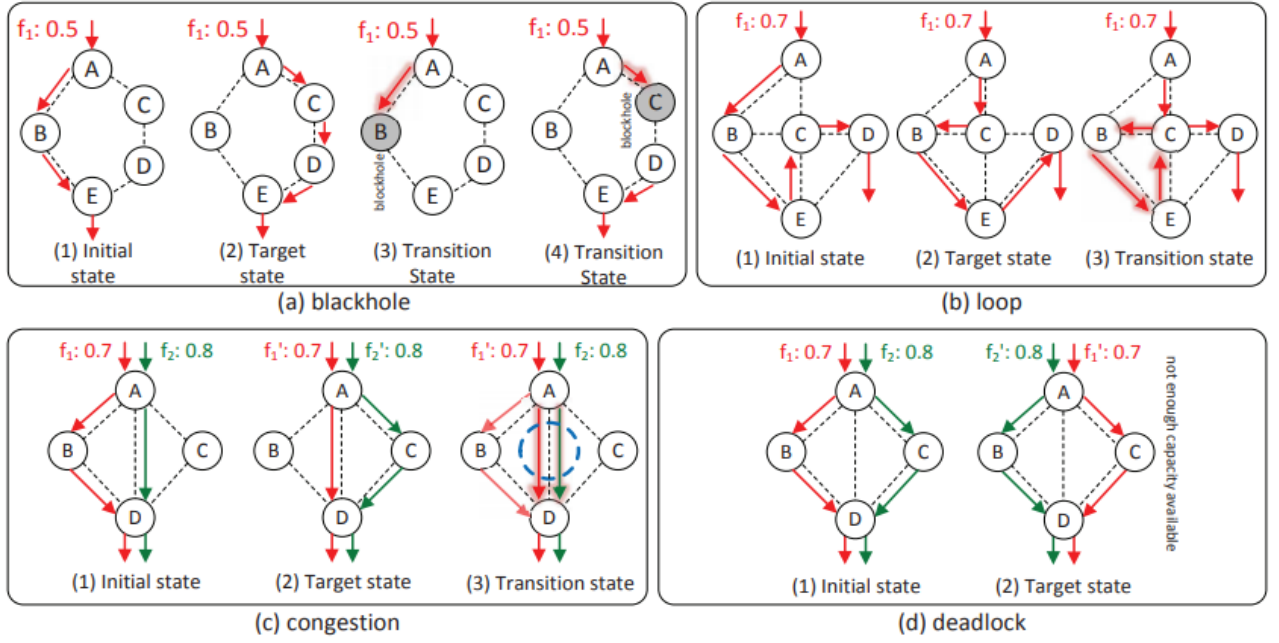 f₁: 0.5
A
B
C
D
E
(1) Initial
state
f₁: 0.5
A
B
C
D
E
(2) Target
state
f₁: 0.5
A
B
C
D
E
blockhole
(3) Transition
State
f₁: 0.5
A
B
C
D
E
blockhole
(4) Transition
State
(a) blackhole
f₁: 0.7
A
B
C
D
E
(1) Initial state
f₁: 0.7
A
B
C
D
E
(2) Target state
f₁: 0.7
A
B
C
D
E
(3) Transition state
(b) loop
f₁: 0.7 f₂: 0.8
A
B
C
D
(1) Initial state
f₁': 0.7 f₂': 0.8
A
B
C
D
(2) Target state
f₁': 0.7 f₂: 0.8
A
B
C
D
(3) Transition state
(c) congestion
f₁: 0.7 f₂: 0.8
A
B
C
D
(1) Initial state
f₂': 0.8 f₁': 0.7
A
B
C
D
(2) Target state
not enough capacity available
(d) deadlock